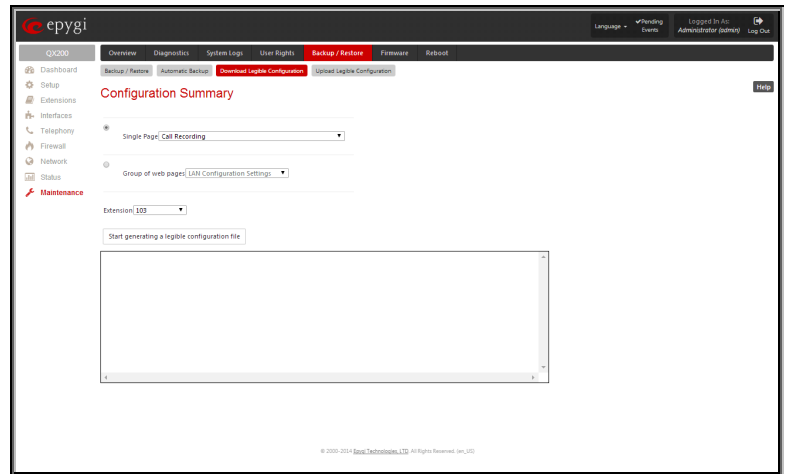 epygi
Language
Pending Events
Logged In As:
Administrator (admin)
Log Out
QX200
Overview Diagnostics System Logs User Rights Backup / Restore Firmware Reboot
Dashboard
Setup
Extensions
Interfaces
Telephony
Firewall
Network
Status
Maintenance
Backup / Restore Automatic Backup Download Legible Configuration Upload Legible Configuration
Help
Configuration Summary
Single Page Call Recording
Group of web pages LAN Configuration Settings
Extension 103
Start generating a legible configuration file
© 2000-2014 Epygi Technologies, LTD. All Rights Reserved. (en_US)